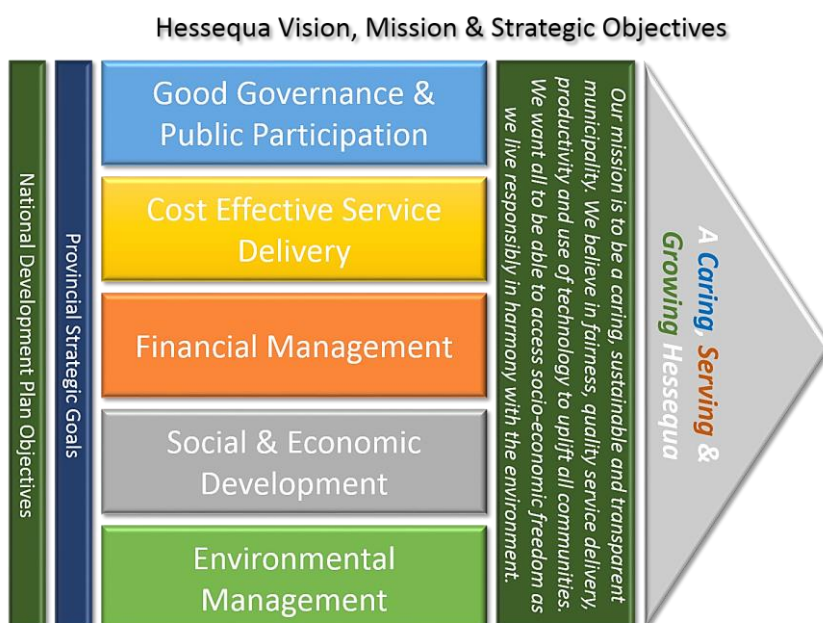 Hessequa Vision, Mission & Strategic Objectives
National Development Plan Objectives
Provincial Strategic Goals
Good Governance &
Public Participation
Cost Effective Service
Delivery
Financial Management
Social & Economic
Development
Environmental
Management
Our mission is to be a caring, sustainable and transparent
municipality. We believe in fairness, quality service delivery,
productivity and use of technology to uplift all communities.
We want all to be able to access socio-economic freedom as
we live responsibly in harmony with the environment.
A Caring, Serving &
Growing Hessequa